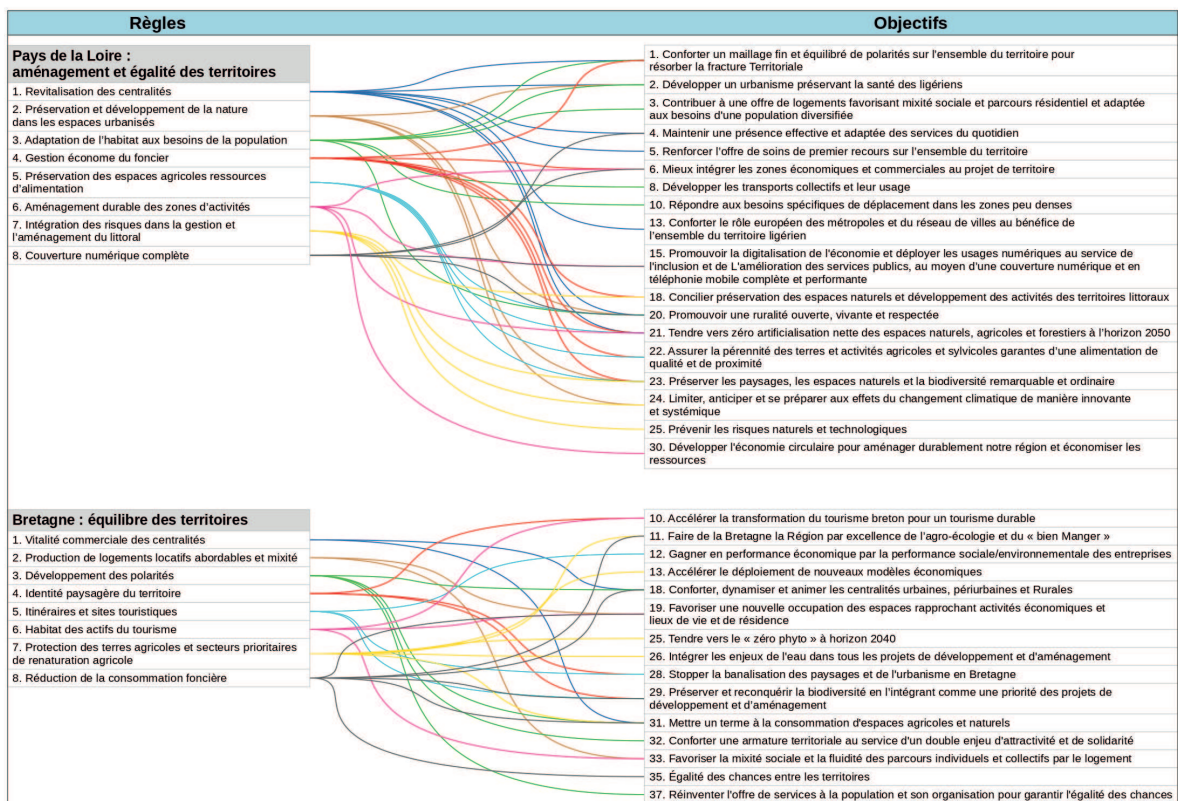 Règles
Objectifs
Pays de la Loire :
aménagement et égalité des territoires
1. Revitalisation des centralités
2. Préservation et développement de la nature
dans les espaces urbanisés
3. Adaptation de l'habitat aux besoins de la population
4. Gestion économe du foncier
5. Préservation des espaces agricoles ressources
d'alimentation
6. Aménagement durable des zones d'activités
7. Intégration des risques dans la gestion et
l'aménagement du littoral
8. Couverture numérique complète
1. Conforter un maillage fin et équilibré de polarités sur l'ensemble du territoire pour
résorber la fracture Territoriale
2. Développer un urbanisme préservant la santé des ligériens
3. Contribuer à une offre de logements favorisant mixité sociale et parcours résidentiel et adaptée
aux besoins d'une population diversifiée
4. Maintenir une présence effective et adaptée des services du quotidien
5. Renforcer l'offre de soins de premier recours sur l'ensemble du territoire
6. Mieux intégrer les zones économiques et commerciales au projet de territoire
8. Développer les transports collectifs et leur usage
10. Répondre aux besoins spécifiques de déplacement dans les zones peu denses
13. Conforter le rôle européen des métropoles et du réseau de villes au bénéfice de
l'ensemble du territoire ligérien
15. Promouvoir la digitalisation de l'économie et déployer les usages numériques au service de
l'inclusion et de L'amélioration des services publics, au moyen d'une couverture numérique et en
téléphonie mobile complète et performante
18. Concilier préservation des espaces naturels et développement des activités des territoires littoraux
20. Promouvoir une ruralité ouverte, vivante et respectée
21. Tendre vers zéro artificialisation nette des espaces naturels, agricoles et forestiers à l'horizon 2050
22. Assurer la pérennité des terres et activités agricoles et sylvicoles garantes d'une alimentation de
qualité et de proximité
23. Préserver les paysages, les espaces naturels et la biodiversité remarquable et ordinaire
24. Limiter, anticiper et se préparer aux effets du changement climatique de manière innovante
et systémique
25. Prévenir les risques naturels et technologiques
30. Développer l'économie circulaire pour aménager durablement notre région et économiser les
ressources
Bretagne : équilibre des territoires
1. Vitalité commerciale des centralités
2. Production de logements locatifs abordables et mixité
3. Développement des polarités
4. Identité paysagère du territoire
5. Itinéraires et sites touristiques
6. Habitat des actifs du tourisme
7. Protection des terres agricoles et secteurs prioritaires
de renaturation agricole
8. Réduction de la consommation foncière
10. Accélérer la transformation du tourisme breton pour un tourisme durable
11. Faire de la Bretagne la Région par excellence de l'agro-écologie et du « bien Manger »
12. Gagner en performance économique par la performance sociale/environnementale des entreprises
13. Accélérer le déploiement de nouveaux modèles économiques
18. Conforter, dynamiser et animer les centralités urbaines, périurbaines et Rurales
19. Favoriser une nouvelle occupation des espaces rapprochant activités économiques et
lieux de vie et de résidence
25. Tendre vers le « zéro phyto » à horizon 2040
26. Intégrer les enjeux de l'eau dans tous les projets de développement et d'aménagement
28. Stopper la banalisation des paysages et de l'urbanisme en Bretagne
29. Préserver et reconquérir la biodiversité en l'intégrant comme une priorité des projets de
développement et d'aménagement
31. Mettre un terme à la consommation d'espaces agricoles et naturels
32. Conforter une armature territoriale au service d'un double enjeu d'attractivité et de solidarité
33. Favoriser la mixité sociale et la fluidité des parcours individuels et collectifs par le logement
35. Égalité des chances entre les territoires
37. Réinventer l'offre de services à la population et son organisation pour garantir l'égalité des chances